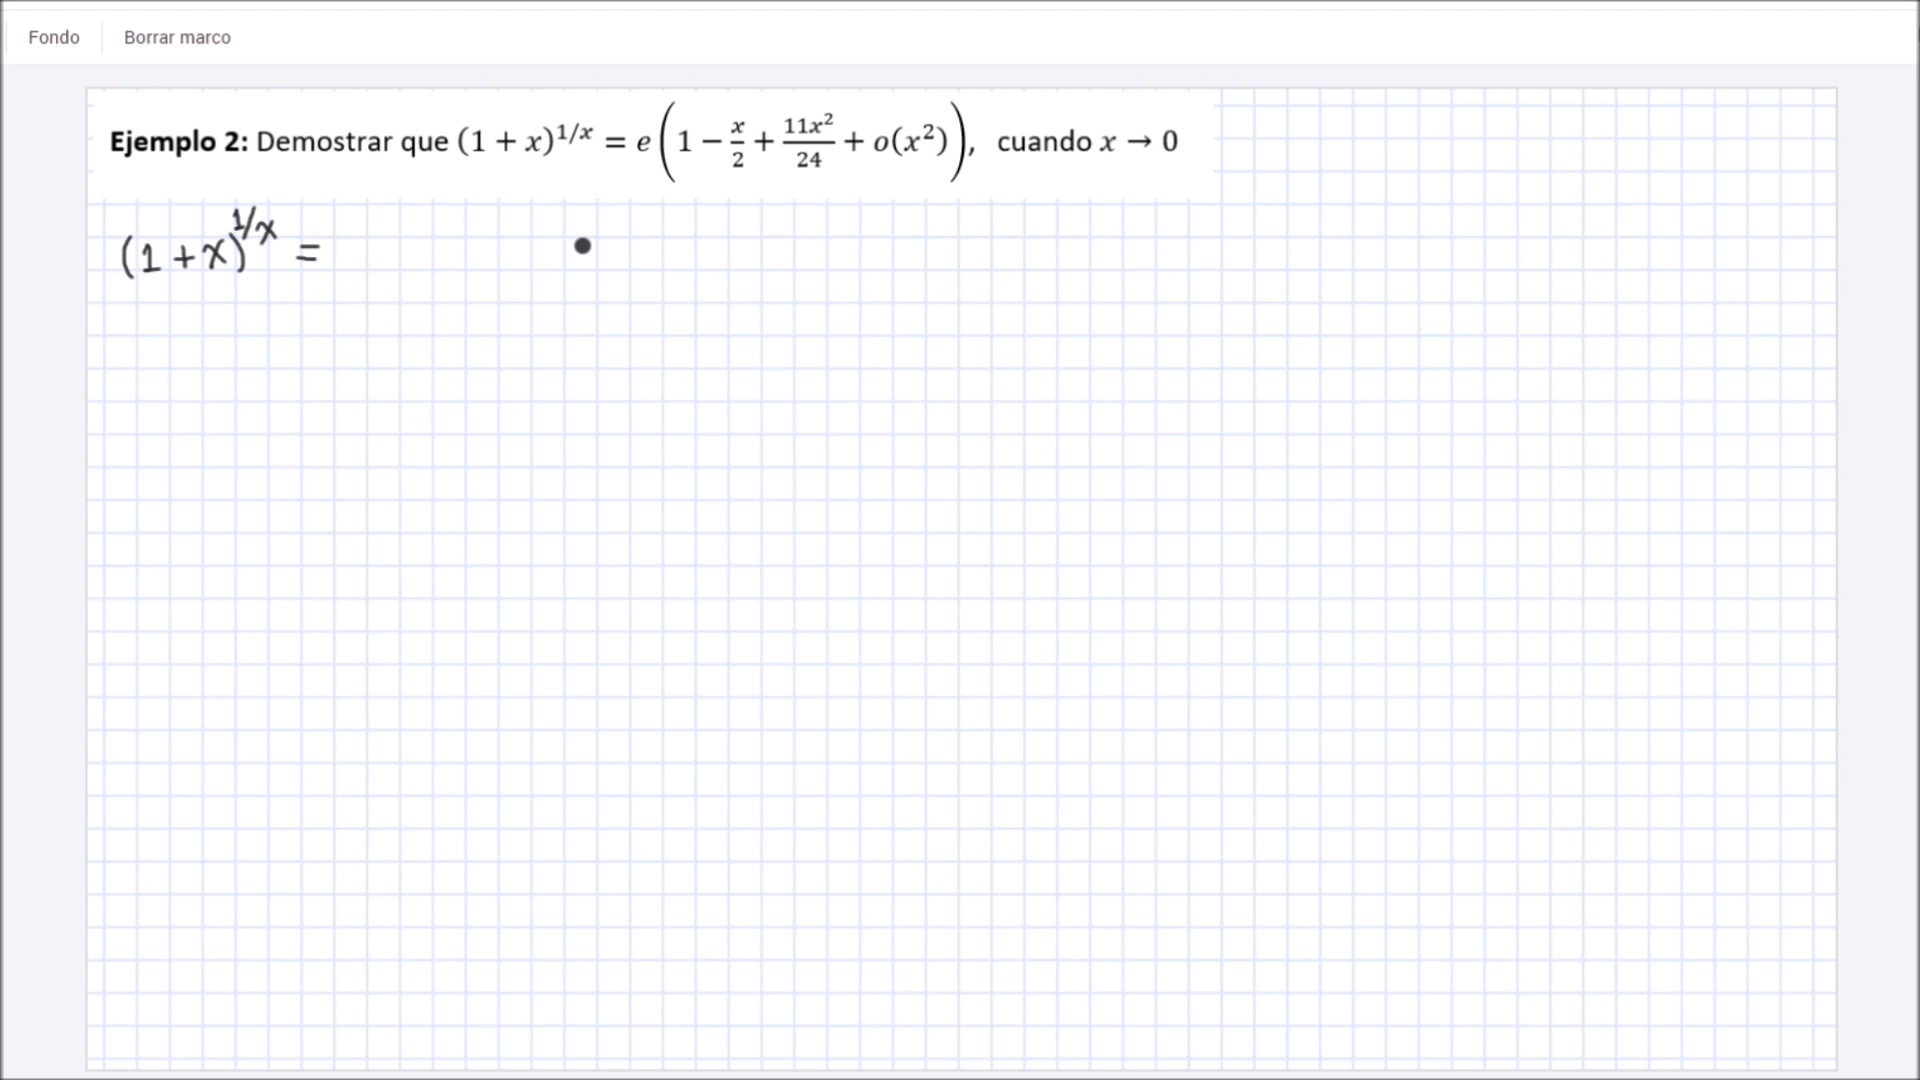 Fondo Borrar marco
Ejemplo 2: Demostrar que (1 + x)^{1/x} = e(1 − x/2 + 11x²/24 + o(x²)), cuando x → 0
(1 + x)^{1/x} =